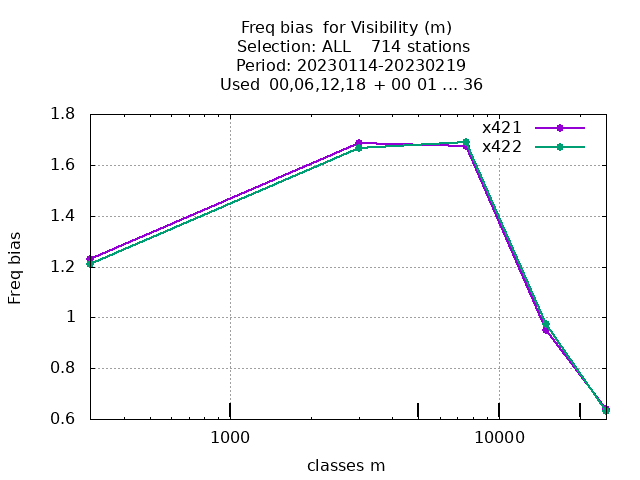 Freq bias  for Visibility (m)
Selection: ALL    714 stations
Period: 20230114-20230219
Used  00,06,12,18  + 00 01 ... 36
1.8
x421
x422
1.6
1.4
1.2
1
0.8
0.6
Freq bias
1000
10000
classes m